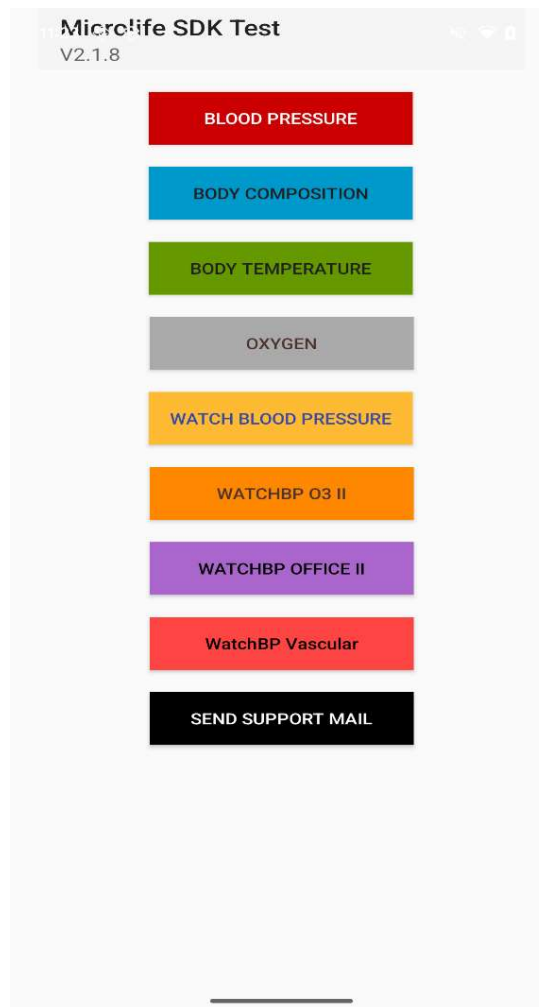 Microlife SDK Test
V2.1.8
BLOOD PRESSURE
BODY COMPOSITION
BODY TEMPERATURE
OXYGEN
WATCH BLOOD PRESSURE
WATCHBP O3 II
WATCHBP OFFICE II
WatchBP Vascular
SEND SUPPORT MAIL